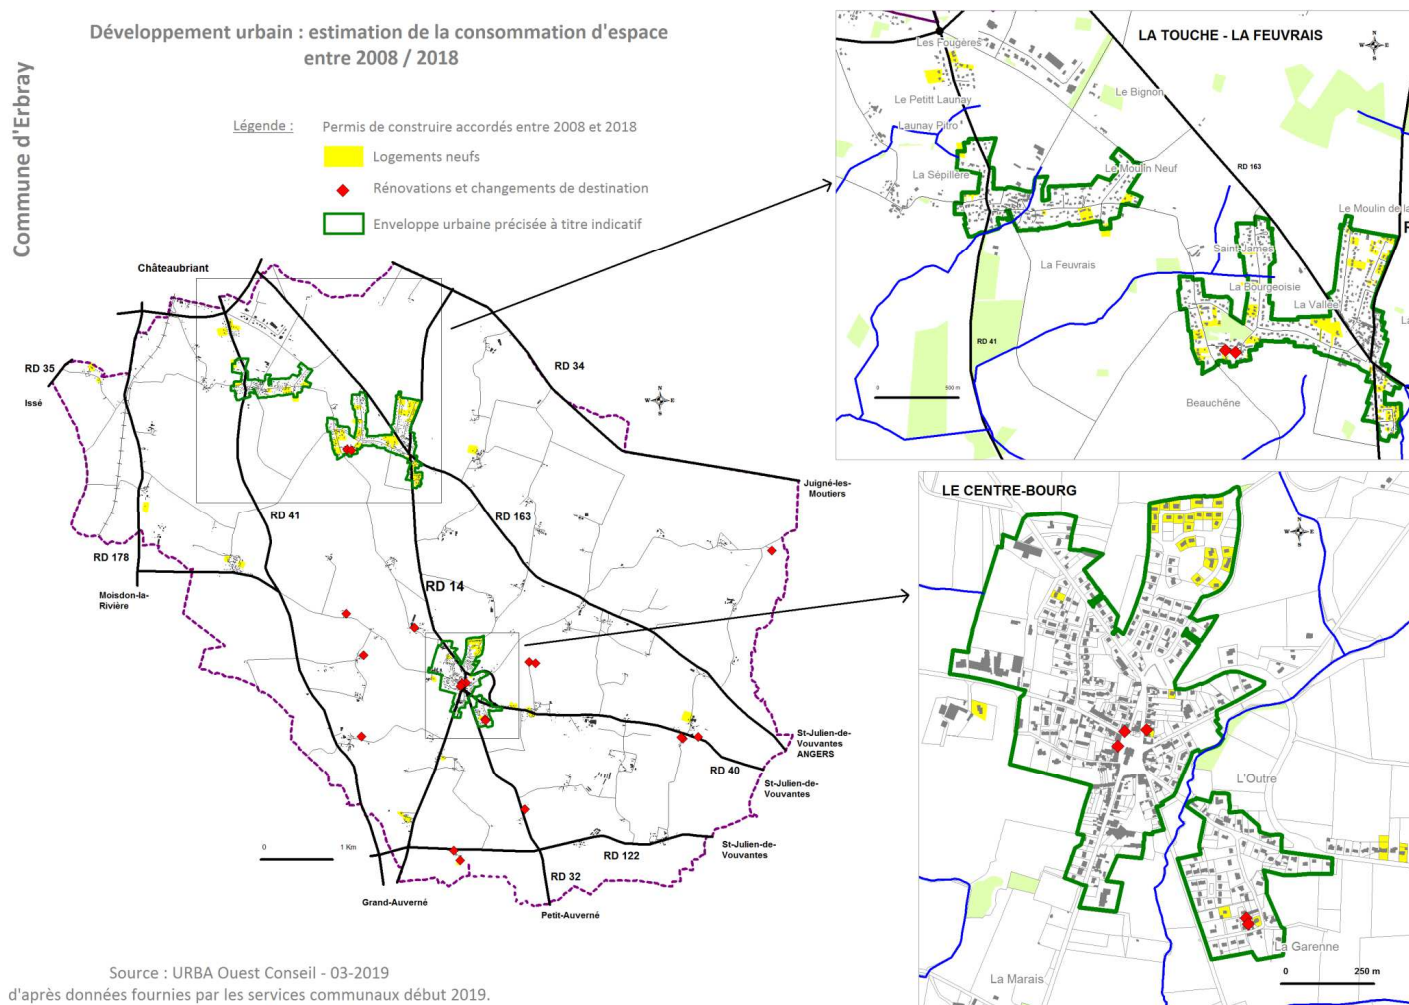 Développement urbain : estimation de la consommation d'espace
entre 2008 / 2018
Commune d'Erbray
Légende :
Permis de construire accordés entre 2008 et 2018
Logements neufs
Rénovations et changements de destination
Enveloppe urbaine précisée à titre indicatif
Châteaubriant
RD 35
Issé
RD 34
N
W E
S
Juigné-les-
Moutiers
RD 41
RD 163
RD 178
Moisdon-la-
Rivière
RD 14
St-Julien-de-
Vouvantes
ANGERS
RD 40
St-Julien-de-
Vouvantes
St-Julien-de-
Vouvantes
RD 122
0 1 Km
RD 32
Grand-Auverné
Petit-Auverné
Source : URBA Ouest Conseil - 03-2019
d'après données fournies par les services communaux début 2019.
LA TOUCHE - LA FEUVRAIS
N
W E
S
Les Fougères
Le Bignon
Le Petitt Launay
Launay Pitro
La Sépillère
Le Moulin Neuf
RD 163
Le Moulin de la
Saint James
La Feuvrais
La Bourgeoisie
La Vallée
RD 41
0 500 m
Beauchêne
LE CENTRE-BOURG
N
W E
S
L'Outre
La Garenne
La Marais
0 250 m